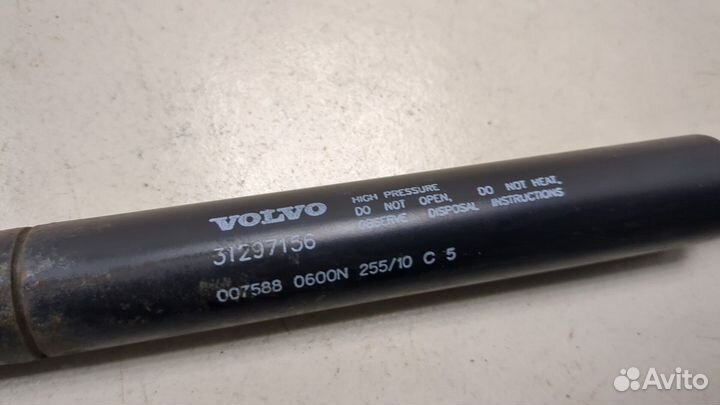 VOLVO
31297156
007588 0600N 255/10 C 5
HIGH PRESSURE
DO NOT OPEN, DO NOT HEAT,
OBSERVE DISPOSAL INSTRUCTIONS
Avito